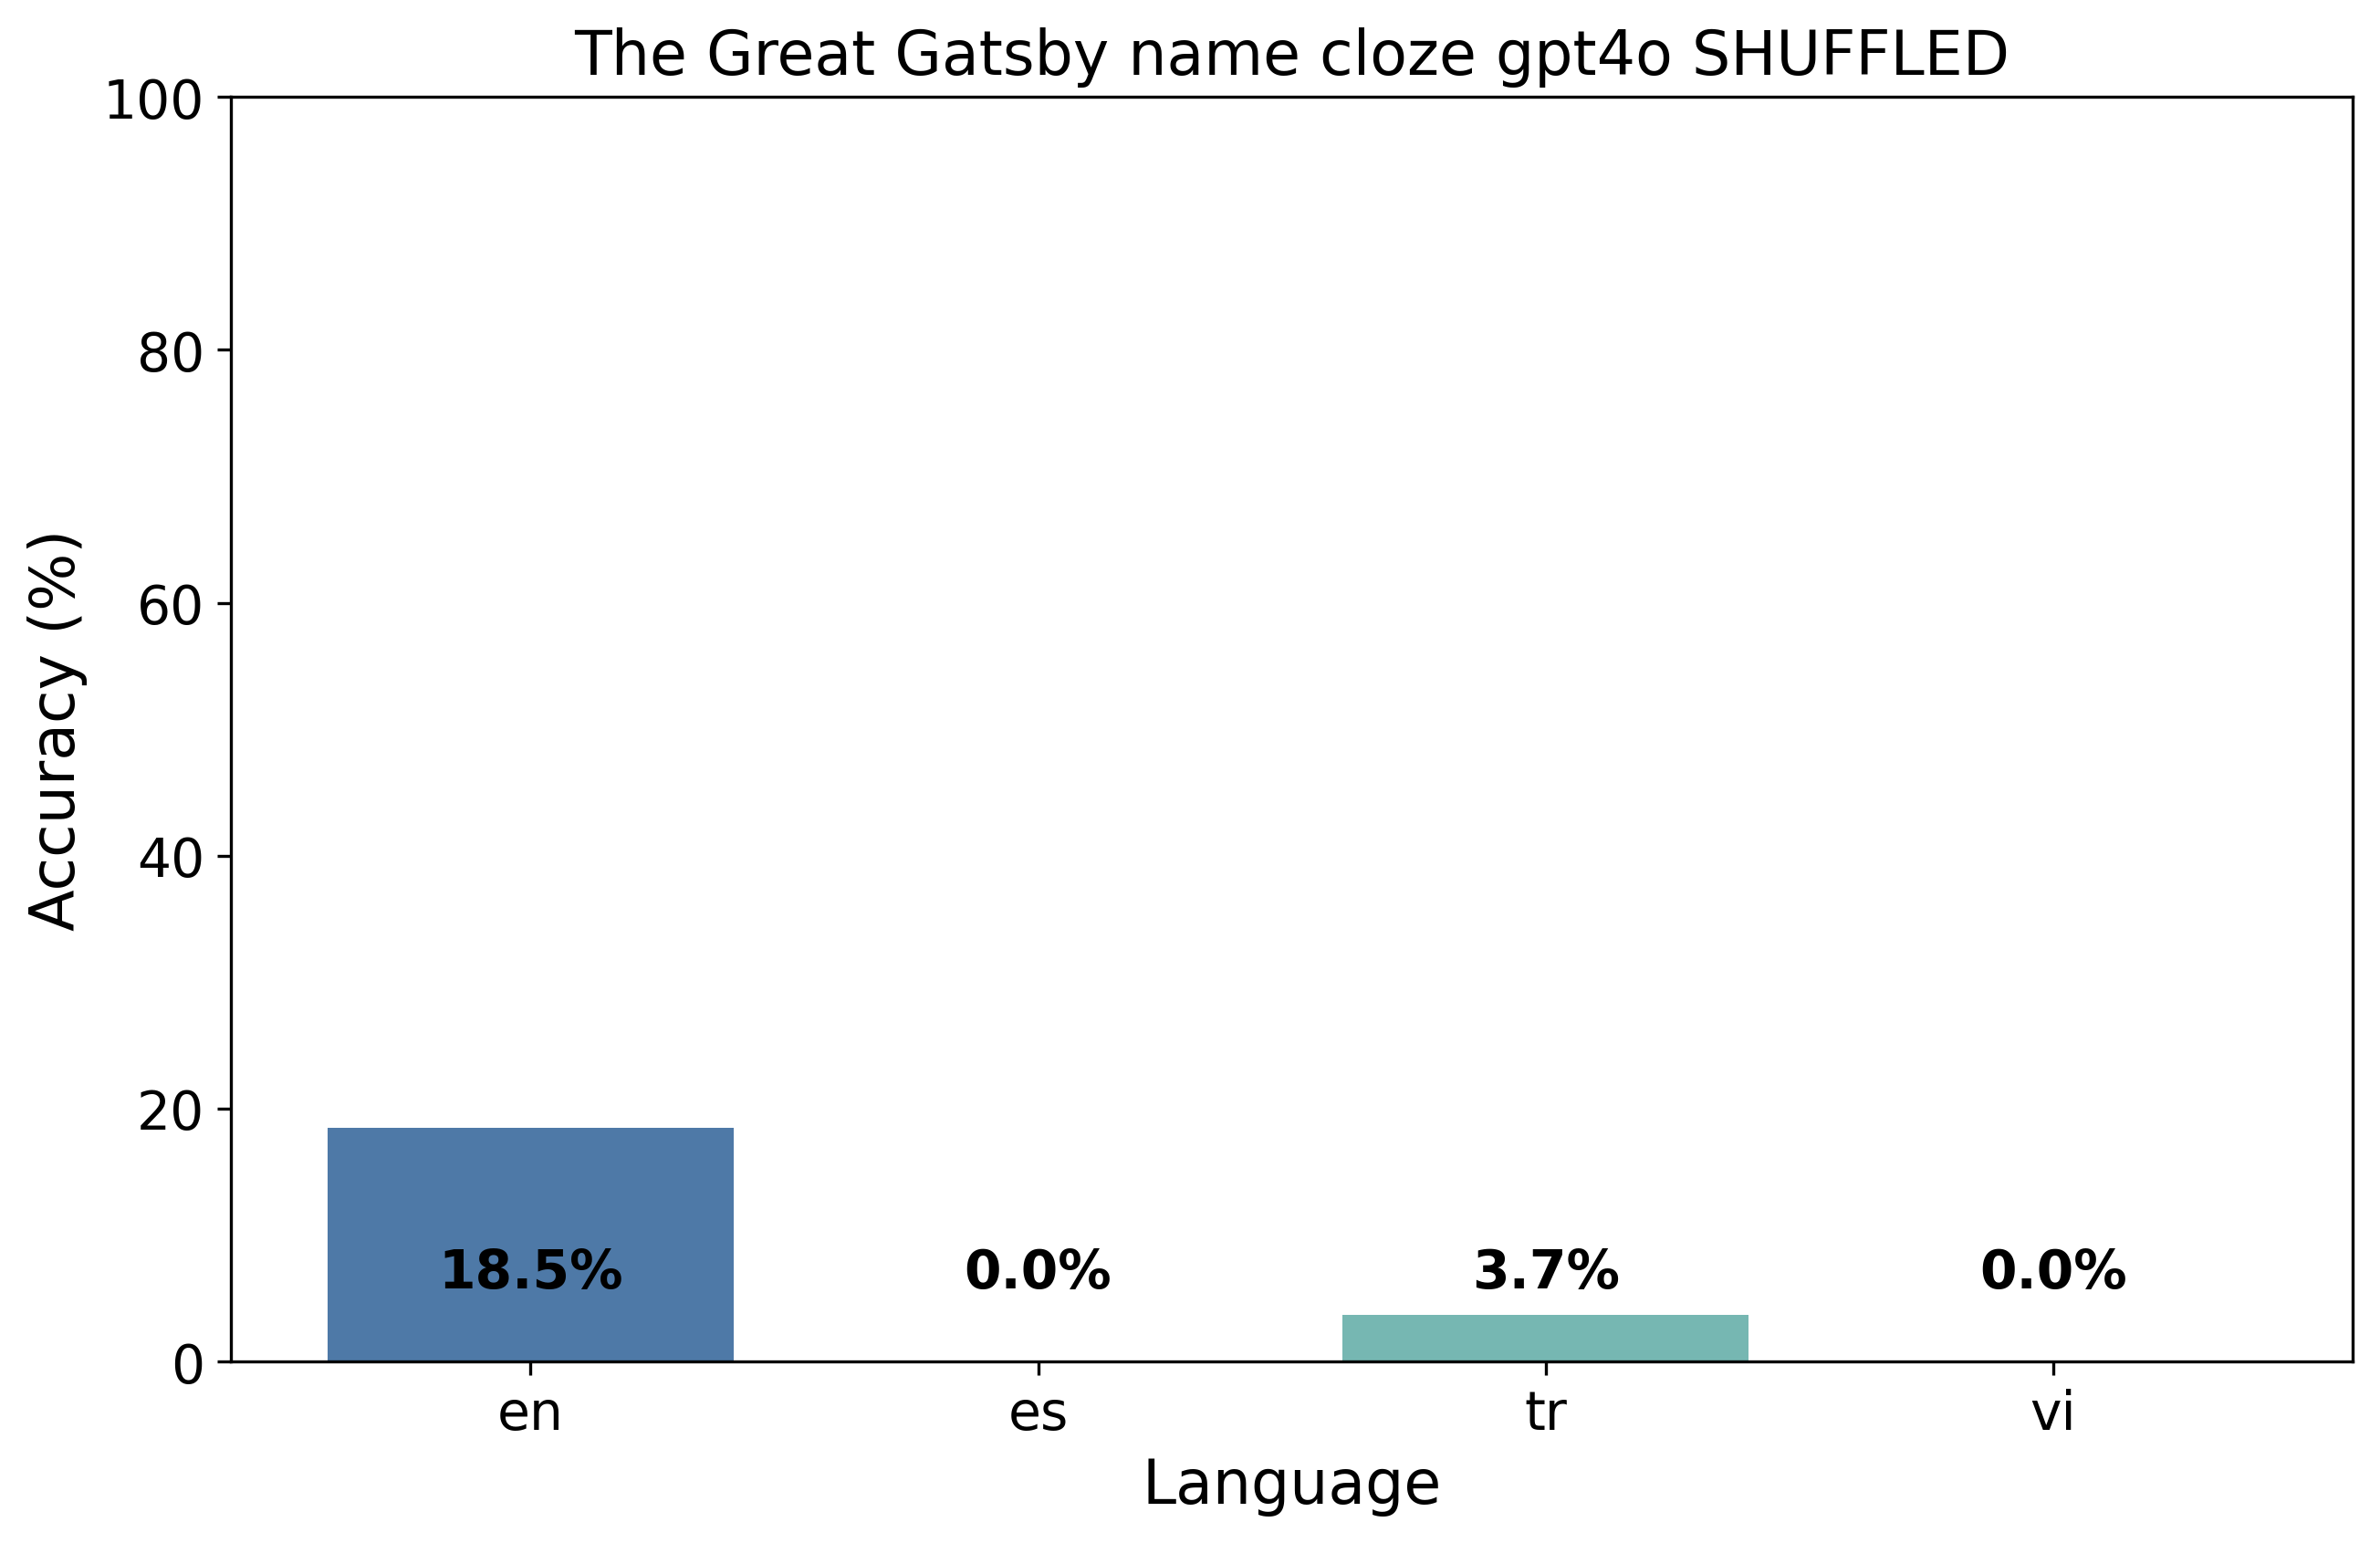 The Great Gatsby name cloze gpt4o SHUFFLED
100
80
60
40
20
0
Accuracy (%)
18.5%
0.0%
3.7%
0.0%
en
es
tr
vi
Language